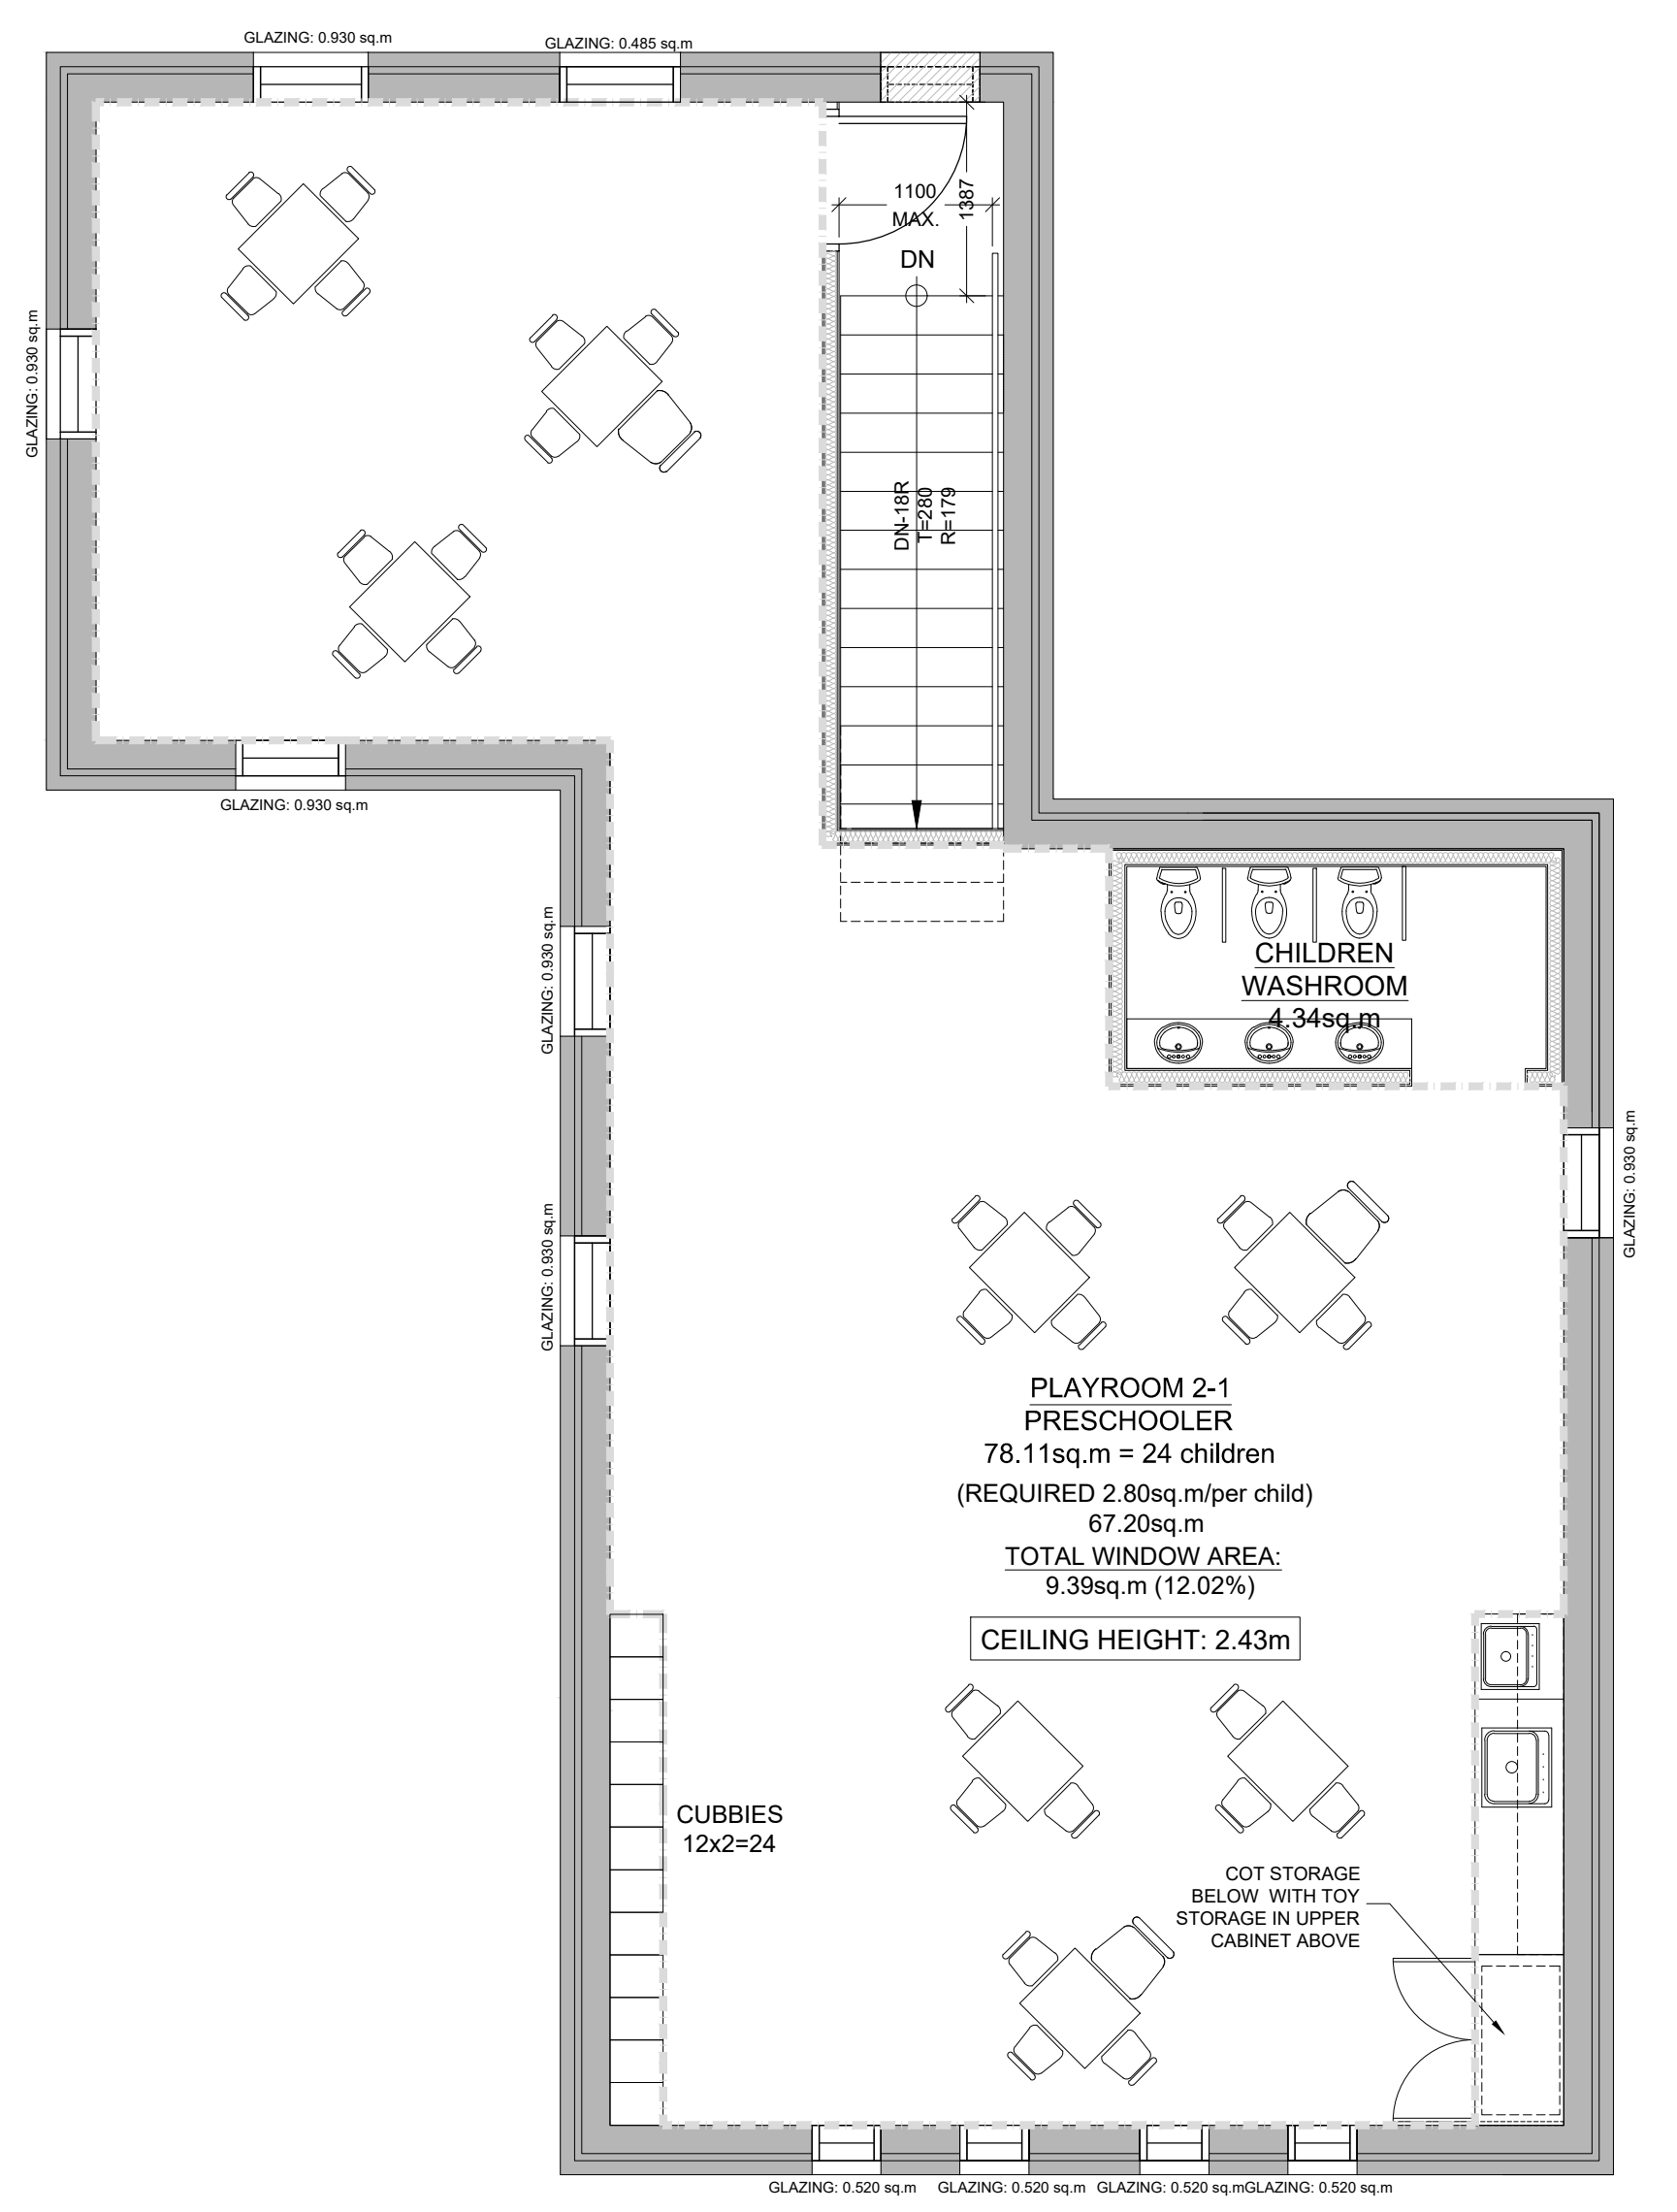 GLAZING: 0.930 sq.m
GLAZING: 0.485 sq.m
1100
MAX.
1387
DN
GLAZING: 0.930 sq.m
DN-18R
T=280
R=179
GLAZING: 0.930 sq.m
GLAZING: 0.930 sq.m
CHILDREN
WASHROOM
4.34sq.m
GLAZING: 0.930 sq.m
GLAZING: 0.930 sq.m
PLAYROOM 2-1
PRESCHOOLER
78.11sq.m = 24 children
(REQUIRED 2.80sq.m/per child)
67.20sq.m
TOTAL WINDOW AREA:
9.39sq.m (12.02%)
CEILING HEIGHT: 2.43m
CUBBIES
12x2=24
COT STORAGE
BELOW WITH TOY
STORAGE IN UPPER
CABINET ABOVE
GLAZING: 0.520 sq.m
GLAZING: 0.520 sq.m
GLAZING: 0.520 sq.m
GLAZING: 0.520 sq.m